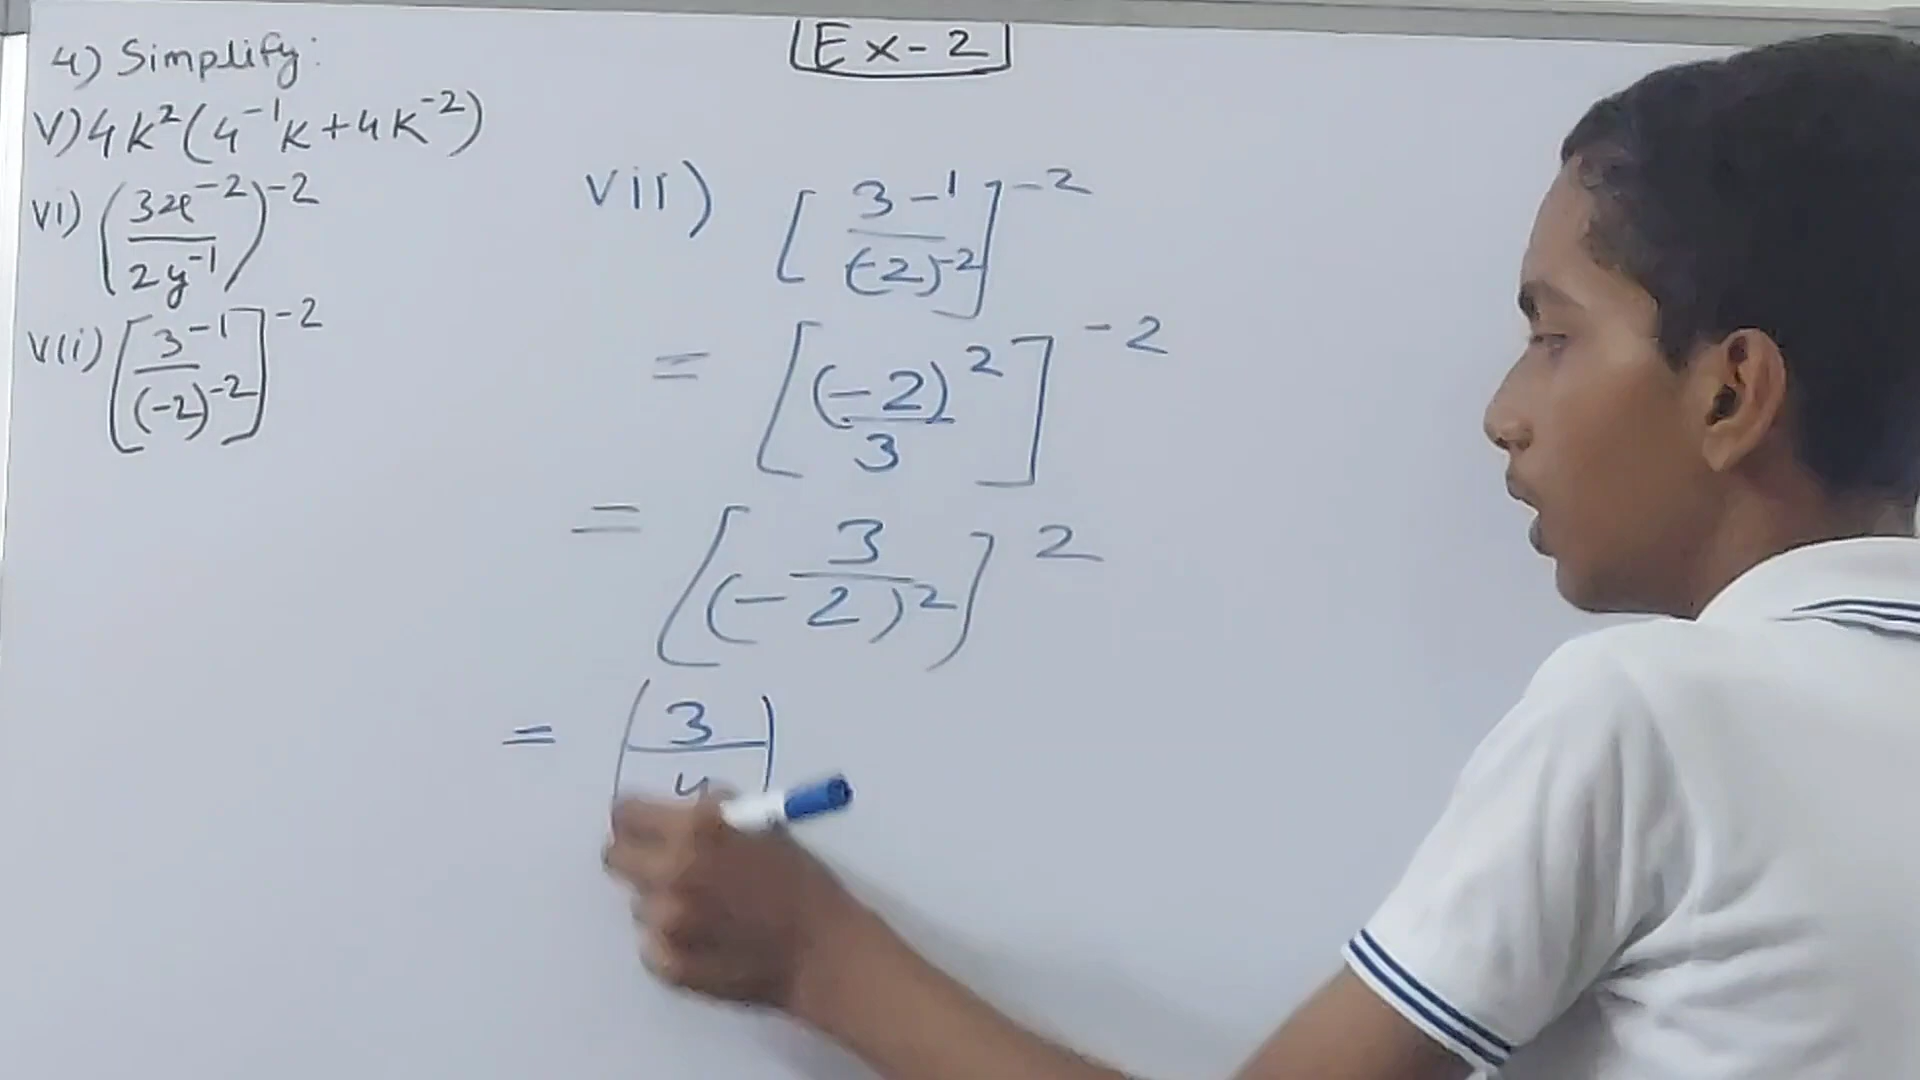 Ex-2
4) Simplify:
v) 4k²(4⁻¹k+4k⁻²)
vi) (3x⁻²/2y⁻¹)⁻²
vii) [3⁻¹/(-2)⁻²]⁻²
vii) [3⁻¹/(-2)⁻²]⁻²
= [(-2)²/3]⁻²
= [3/(-2)²]²
= (3/4)